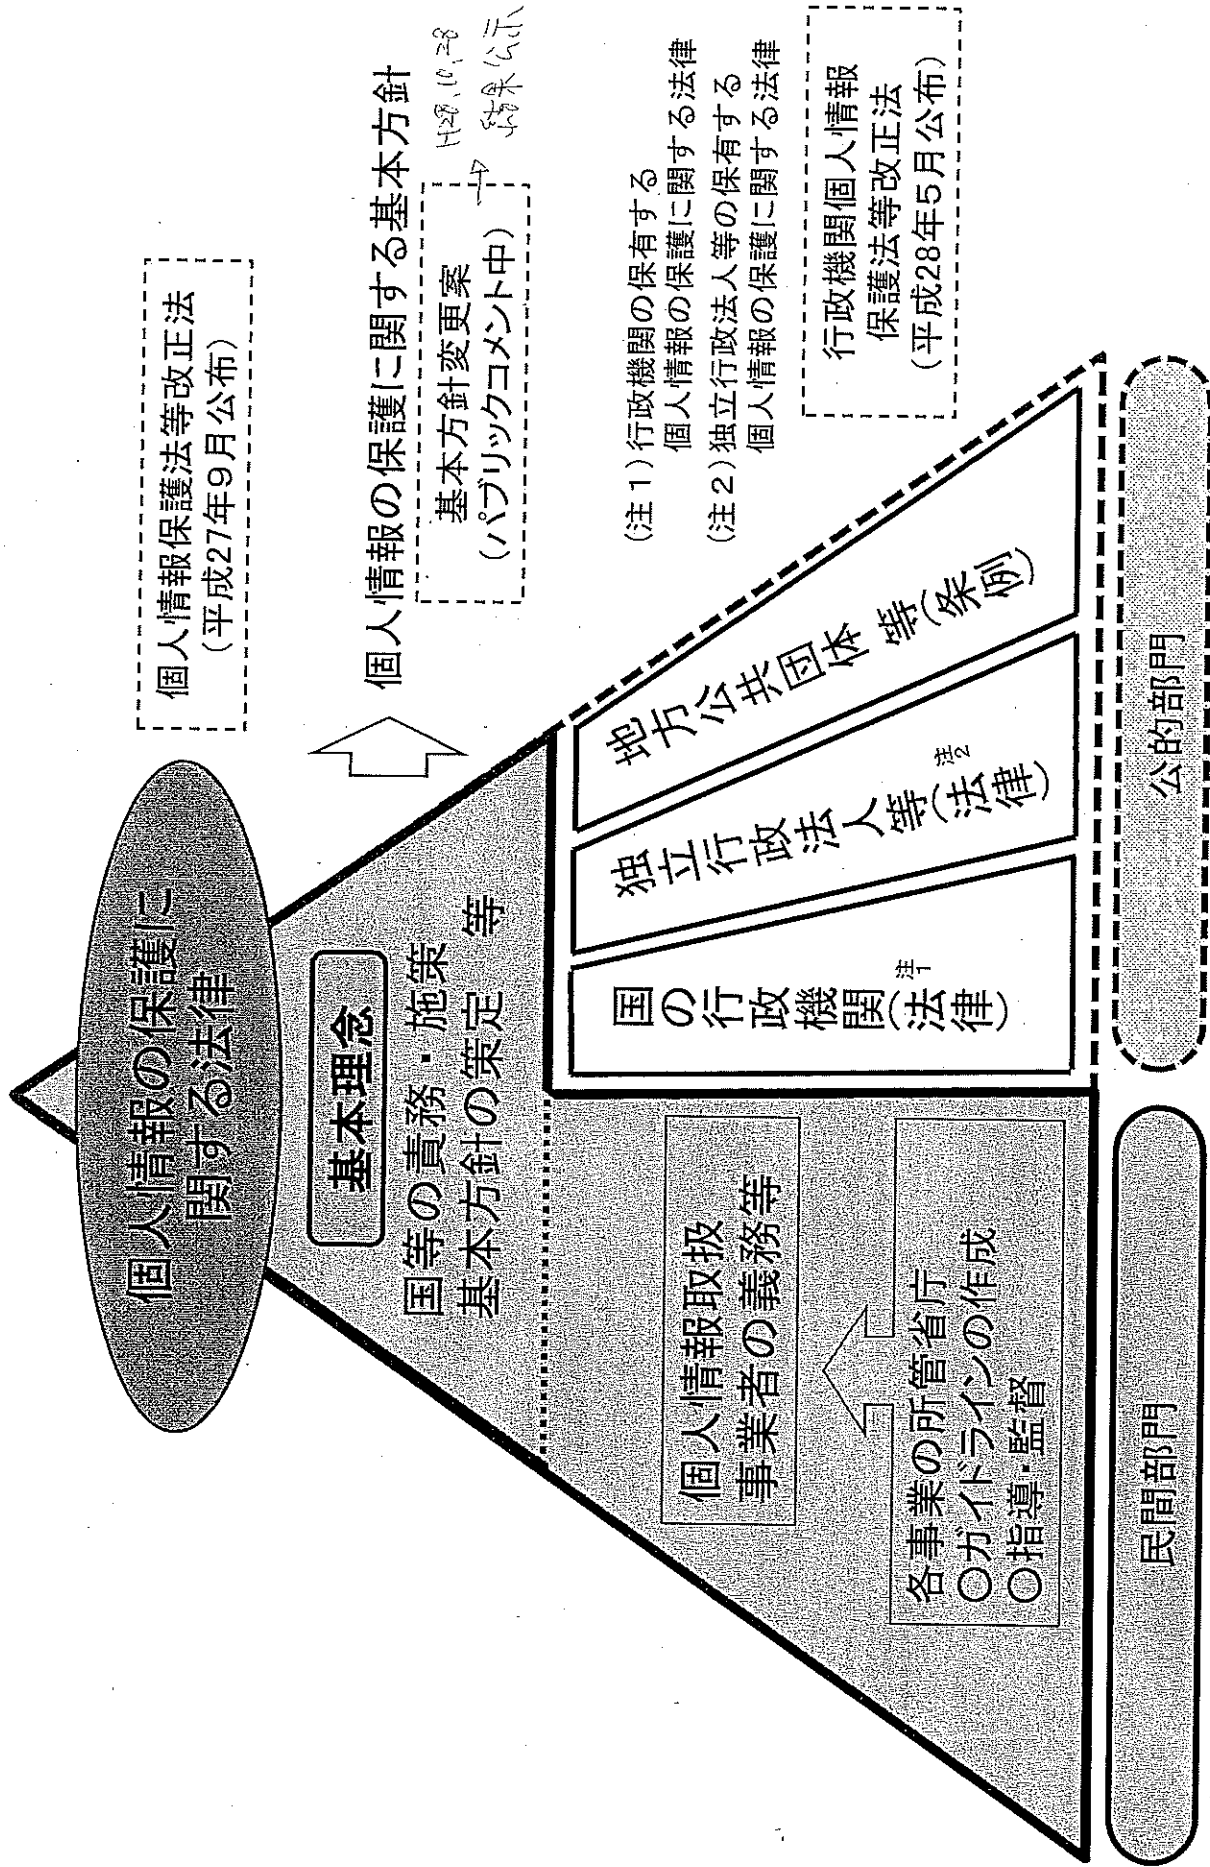 個人情報の保護に
関する法律
個人情報保護法等改正法
(平成27年9月公布)
基本理念
国等の責務・施策 等
基本方針の策定
個人情報の保護に関する基本方針
基本方針変更案
(パブリックコメント中)
→ H28.10.28
結果公示
個人情報取扱
事業者の義務等
各事業の所管省庁
○ガイドラインの作成
○指導・監督
国の行政機関(法律)注1
独立行政法人等(法律)注2
地方公共団体 等(条例)
(注1)行政機関の保有する
個人情報の保護に関する法律
(注2)独立行政法人等の保有する
個人情報の保護に関する法律
行政機関個人情報
保護法等改正法
(平成28年5月公布)
民間部門
公的部門